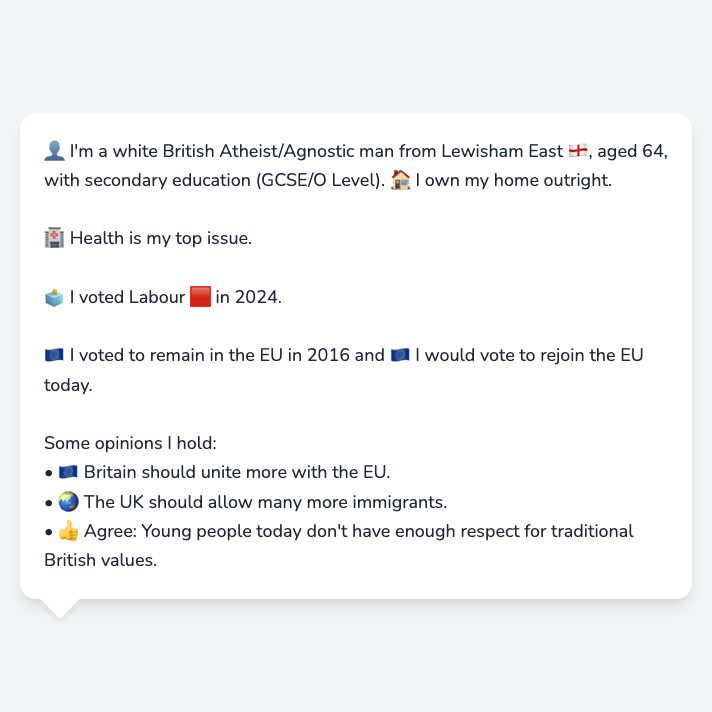 👤 I'm a white British Atheist/Agnostic man from Lewisham East 🏴󠁧󠁢󠁥󠁮󠁧󠁿, aged 64,
with secondary education (GCSE/O Level). 🏠 I own my home outright.
🏥 Health is my top issue.
🗳️ I voted Labour 🟥 in 2024.
🇪🇺 I voted to remain in the EU in 2016 and 🇪🇺 I would vote to rejoin the EU
today.
Some opinions I hold:
• 🇪🇺 Britain should unite more with the EU.
• 🌏 The UK should allow many more immigrants.
• 👍 Agree: Young people today don't have enough respect for traditional
British values.